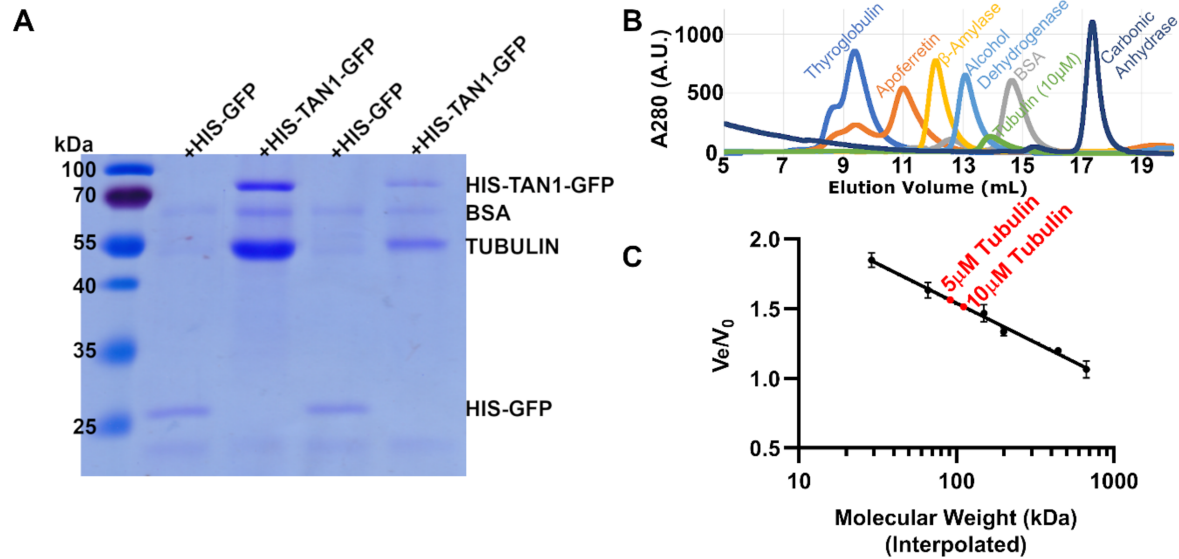 A
+HIS-GFP
+HIS-TAN1-GFP
+HIS-GFP
+HIS-TAN1-GFP
kDa
100
70
55
40
35
25
HIS-TAN1-GFP
BSA
TUBULIN
HIS-GFP
B
A280 (A.U.)
1000
500
0
Thyroglobulin
Apoferretin
β-Amylase
Alcohol
Dehydrogenase
BSA
Tubulin (10µM)
Carbonic
Anhydrase
5 7 9 11 13 15 17 19
Elution Volume (mL)
C
Ve/V0
2.0
1.5
1.0
0.5
5µM Tubulin
10µM Tubulin
10 100 1000
Molecular Weight (kDa)
(Interpolated)